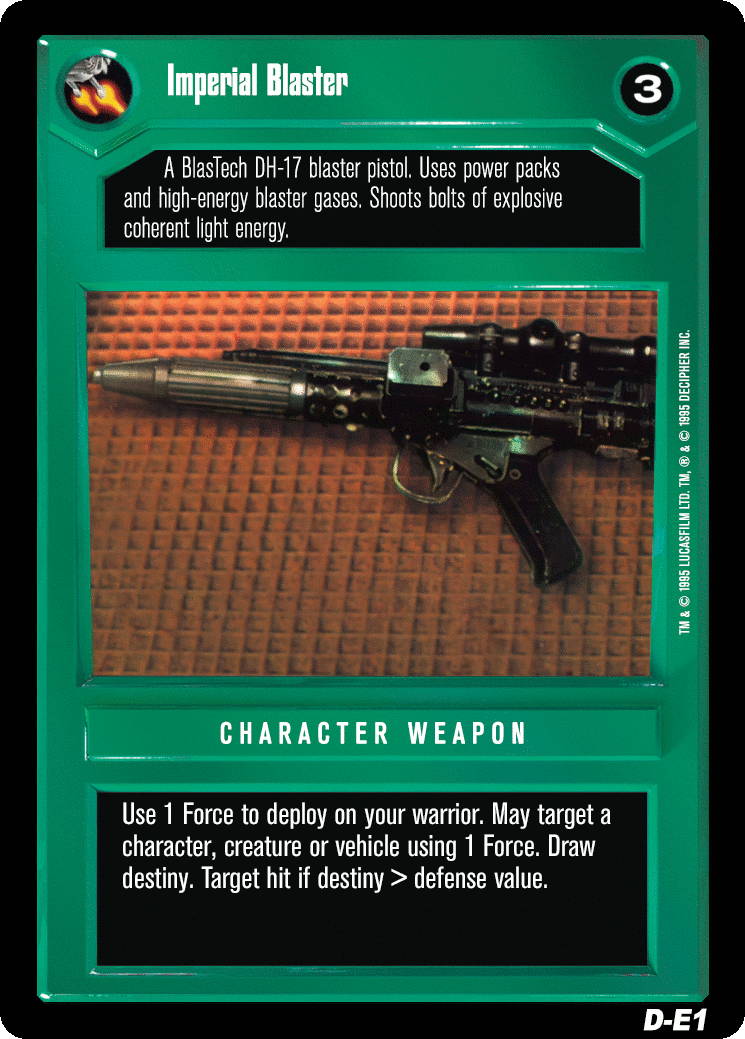 Imperial Blaster
3
A BlasTech DH-17 blaster pistol. Uses power packs
and high-energy blaster gases. Shoots bolts of explosive
coherent light energy.
TM & © 1995 LUCASFILM LTD. TM, ® & © 1995 DECIPHER INC.
CHARACTER WEAPON
Use 1 Force to deploy on your warrior. May target a
character, creature or vehicle using 1 Force. Draw
destiny. Target hit if destiny > defense value.
D-E1